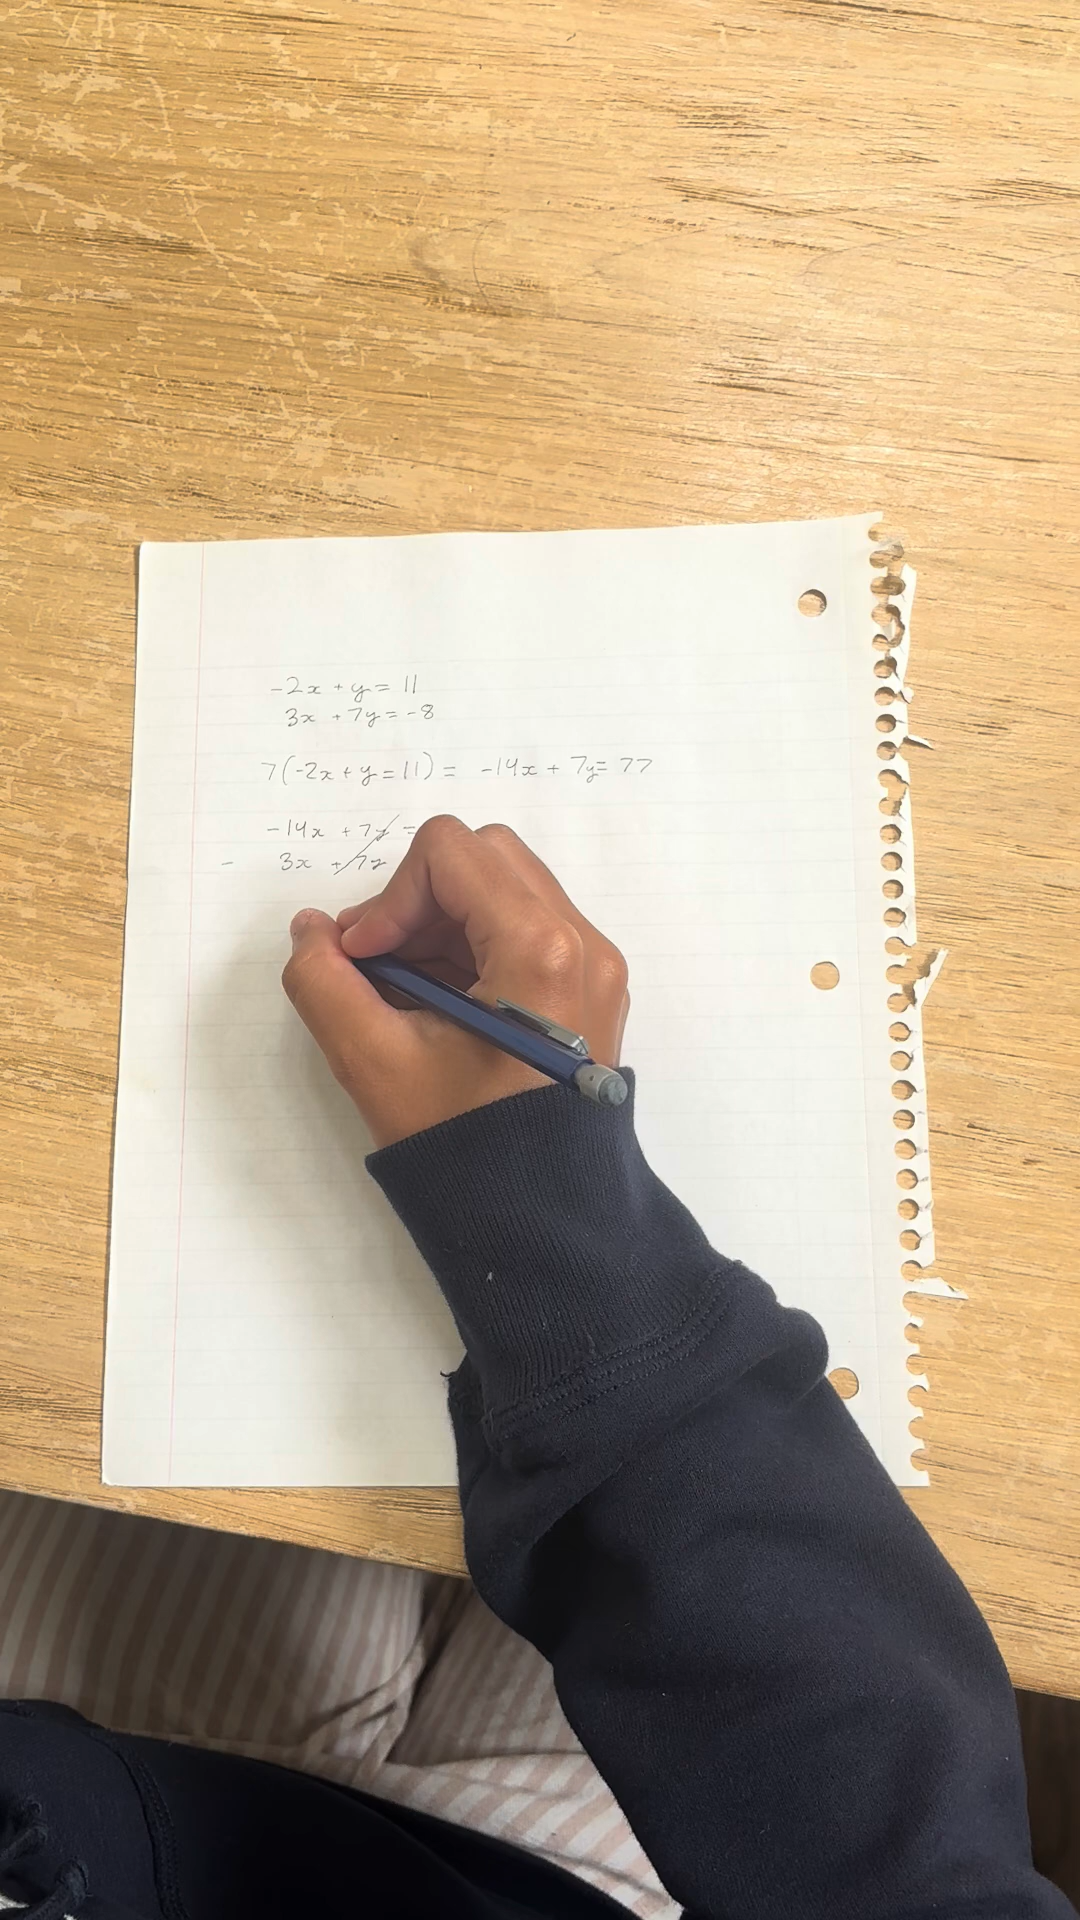 -2x + y = 11
3x + 7y = -8
7(-2x + y = 11) = -14x + 7y = 77
-14x + 7y =
- 3x + 7y